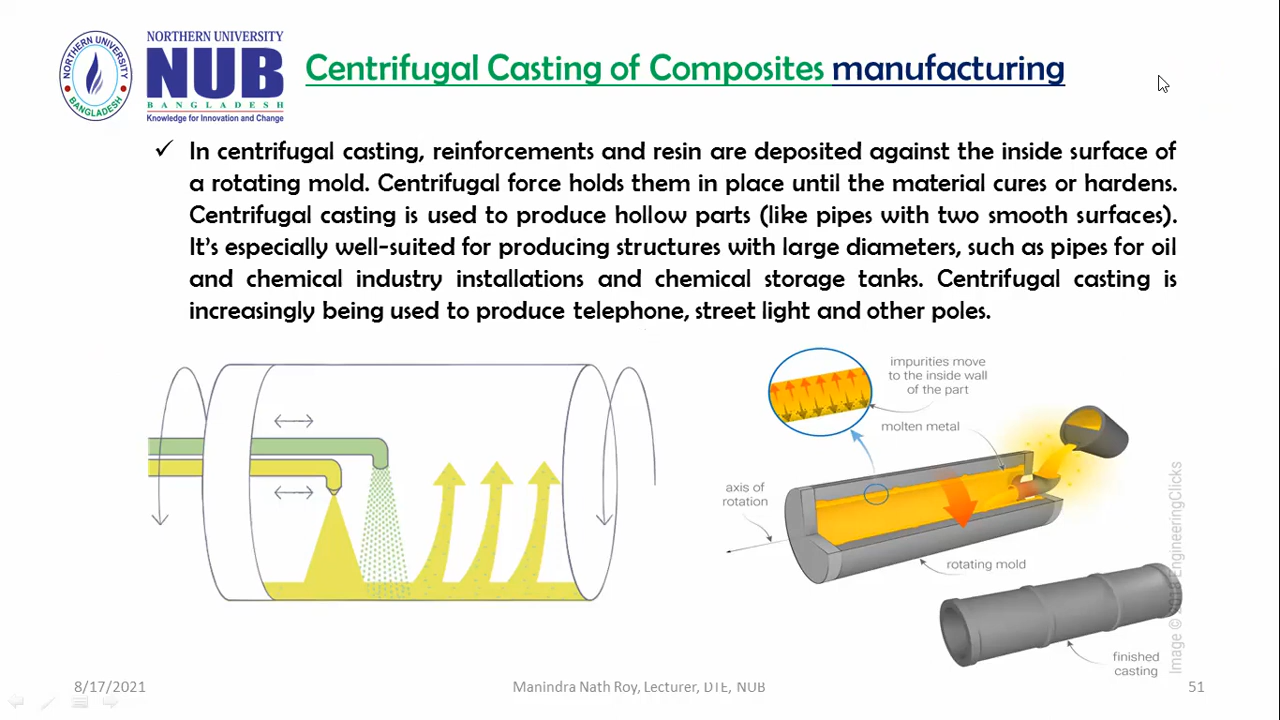 NORTHERN UNIVERSITY
BANGLADESH
NORTHERN UNIVERSITY
NUB
BANGLADESH
Knowledge for Innovation and Change
Centrifugal Casting of Composites manufacturing
✓ In centrifugal casting, reinforcements and resin are deposited against the inside surface of
a rotating mold. Centrifugal force holds them in place until the material cures or hardens.
Centrifugal casting is used to produce hollow parts (like pipes with two smooth surfaces).
It's especially well-suited for producing structures with large diameters, such as pipes for oil
and chemical industry installations and chemical storage tanks. Centrifugal casting is
increasingly being used to produce telephone, street light and other poles.
impurities move
to the inside wall
of the part
molten metal
axis of
rotation
rotating mold
finished
casting
Image © EngineeringClicks
8/17/2021
Manindra Nath Roy, Lecturer, DTE, NUB
51